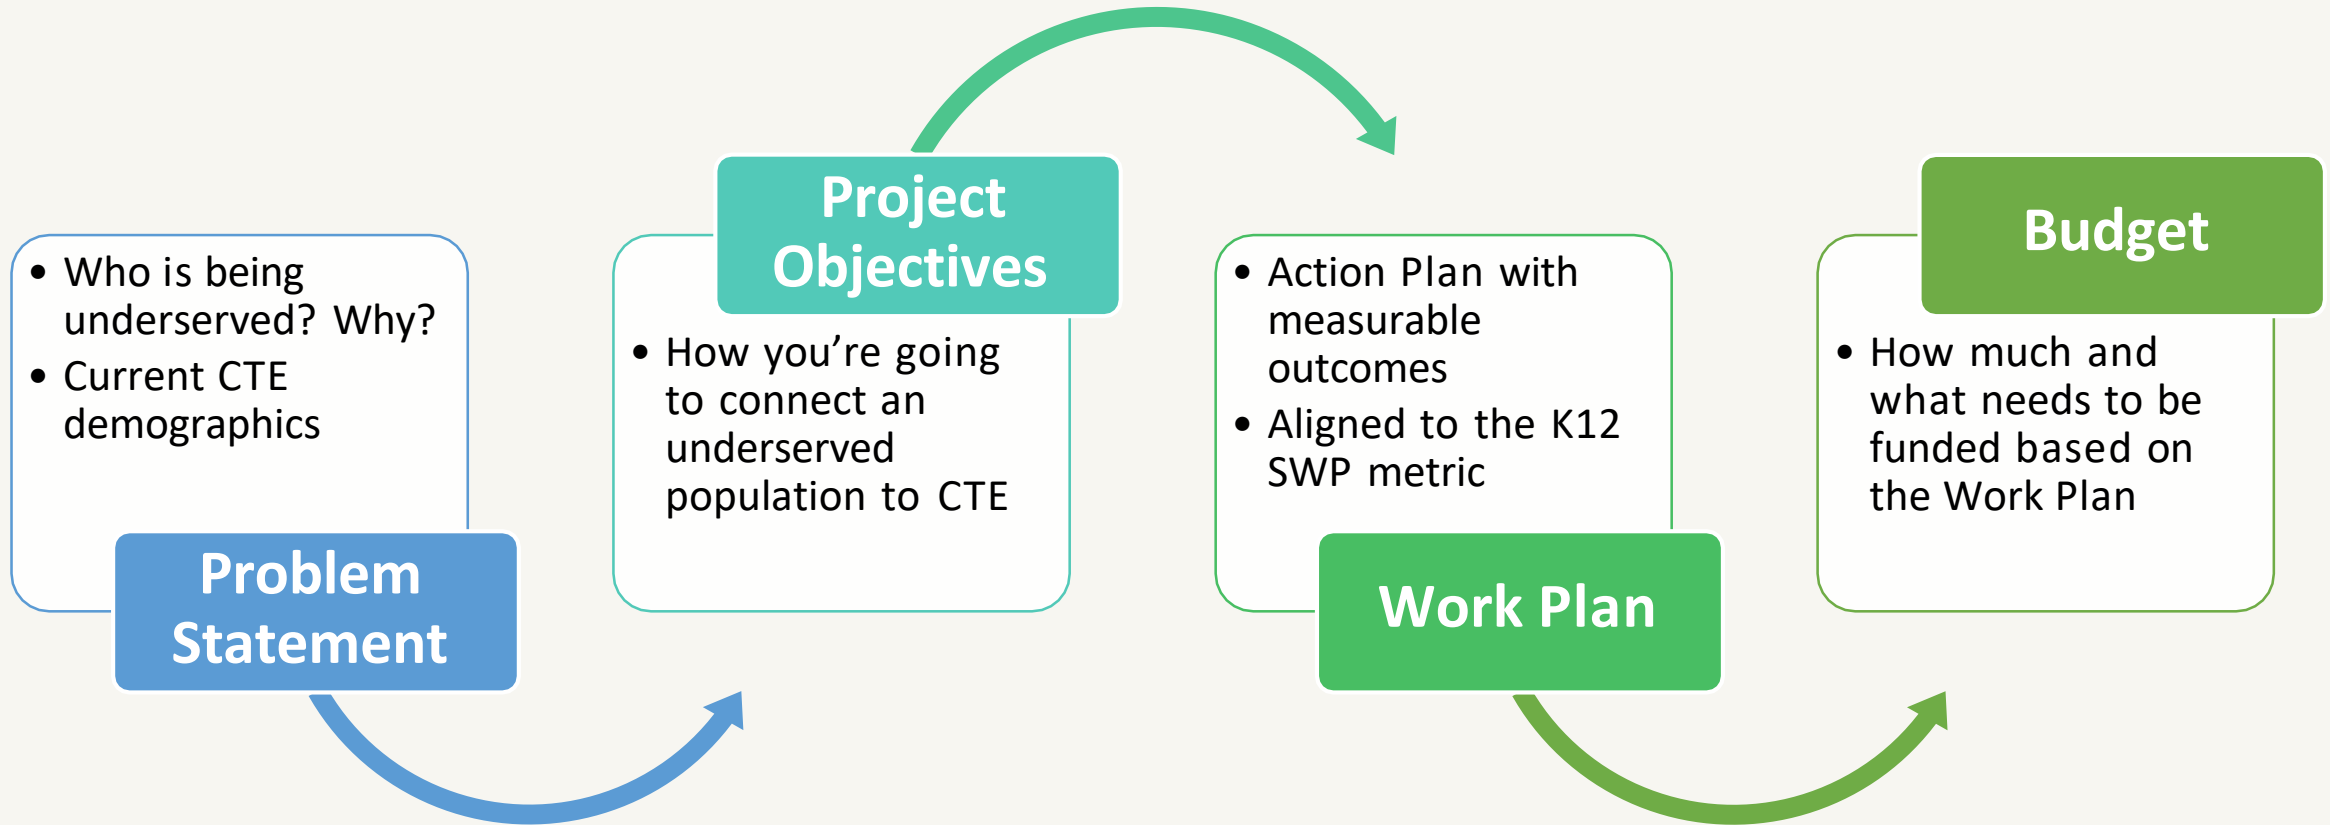 • Who is being
underserved? Why?
• Current CTE
demographics
Problem
Statement
Project
Objectives
• How you’re going
to connect an
underserved
population to CTE
• Action Plan with
measurable
outcomes
• Aligned to the K12
SWP metric
Work Plan
Budget
• How much and
what needs to be
funded based on
the Work Plan